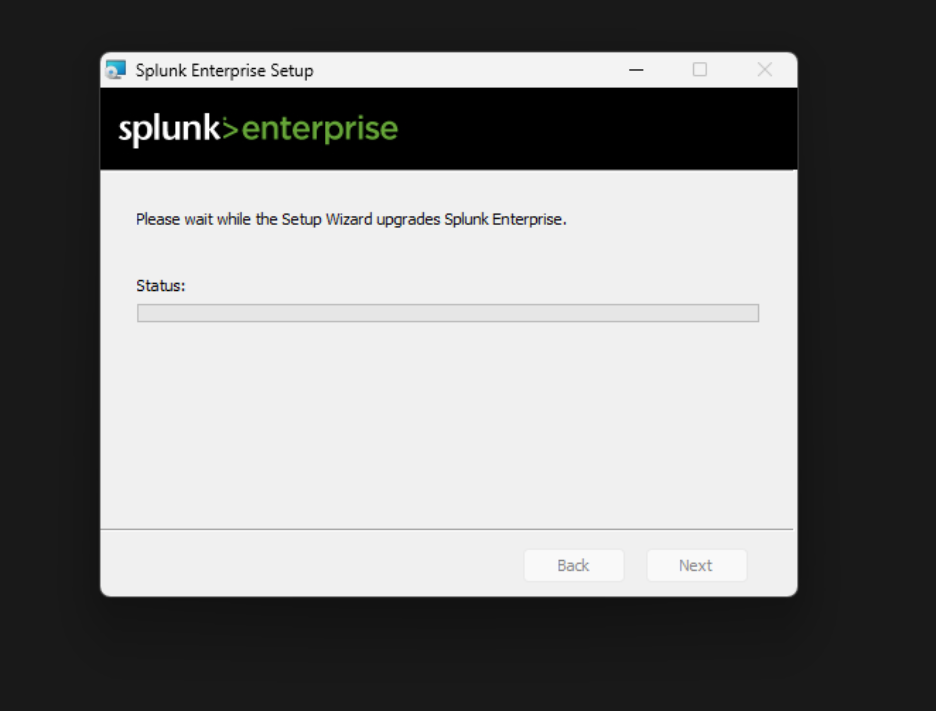 Splunk Enterprise Setup
splunk>enterprise
Please wait while the Setup Wizard upgrades Splunk Enterprise.
Status:
Back
Next